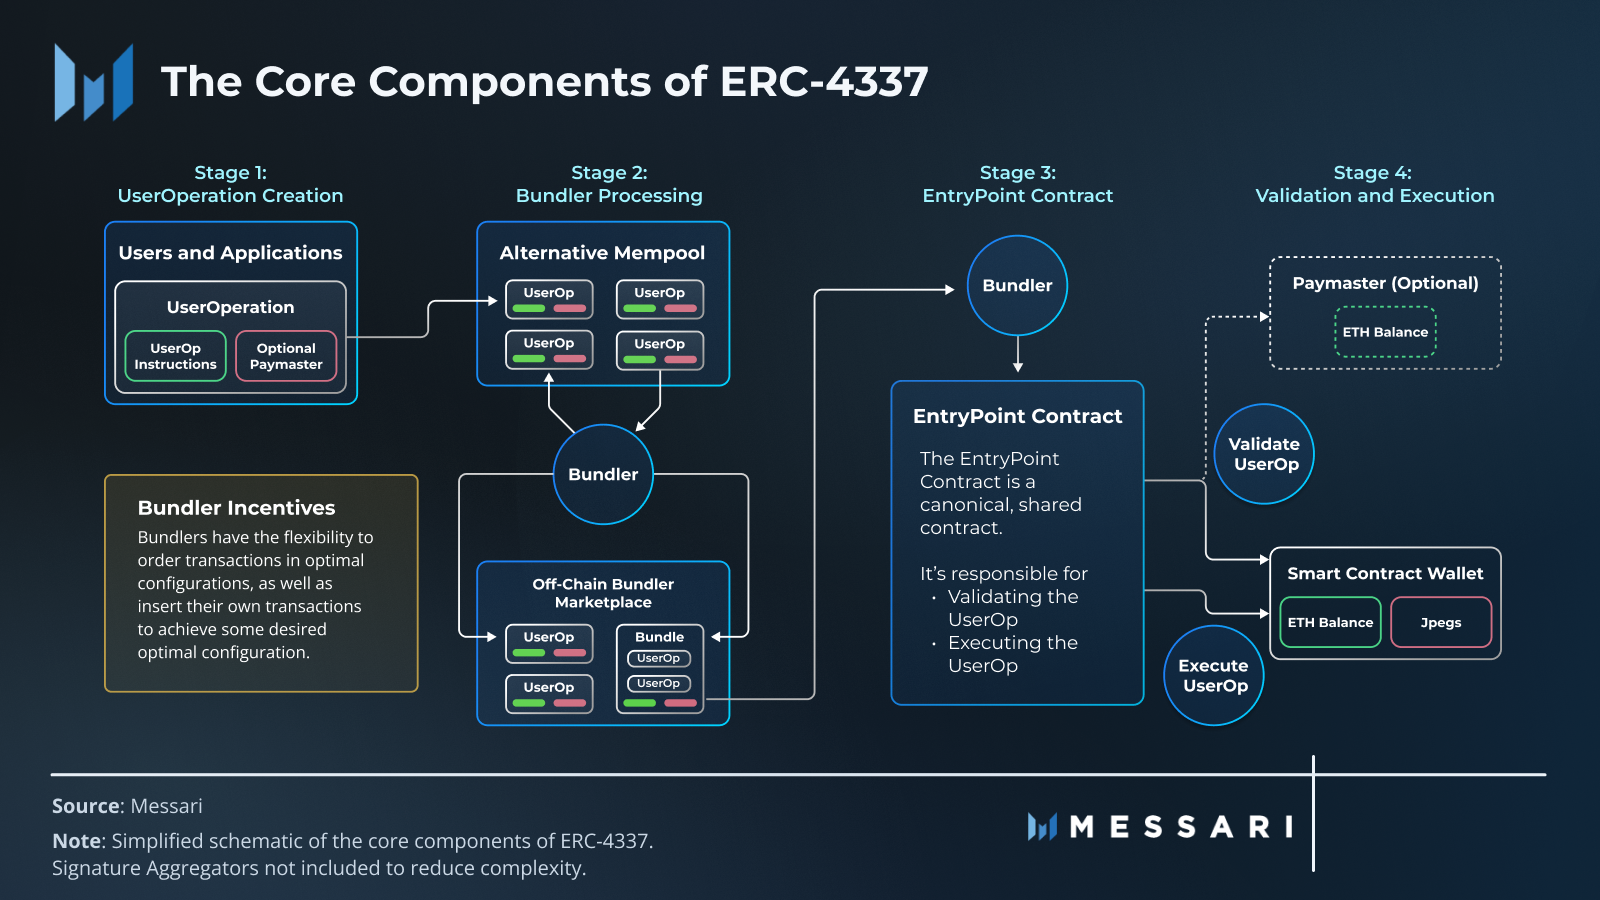 The Core Components of ERC-4337
Stage 1:
UserOperation Creation
Users and Applications
UserOperation
UserOp
Instructions
Optional
Paymaster
Bundler Incentives
Bundlers have the flexibility to
order transactions in optimal
configurations, as well as
insert their own transactions
to achieve some desired
optimal configuration.
Stage 2:
Bundler Processing
Alternative Mempool
UserOp
UserOp
UserOp
UserOp
Bundler
Off-Chain Bundler
Marketplace
UserOp
Bundle
UserOp
UserOp
UserOp
Stage 3:
EntryPoint Contract
Bundler
EntryPoint Contract
The EntryPoint
Contract is a
canonical, shared
contract.
It’s responsible for
• Validating the
UserOp
• Executing the
UserOp
Stage 4:
Validation and Execution
Paymaster (Optional)
ETH Balance
Validate
UserOp
Smart Contract Wallet
ETH Balance
Jpegs
Execute
UserOp
Source: Messari
Note: Simplified schematic of the core components of ERC-4337.
Signature Aggregators not included to reduce complexity.
MESSARI